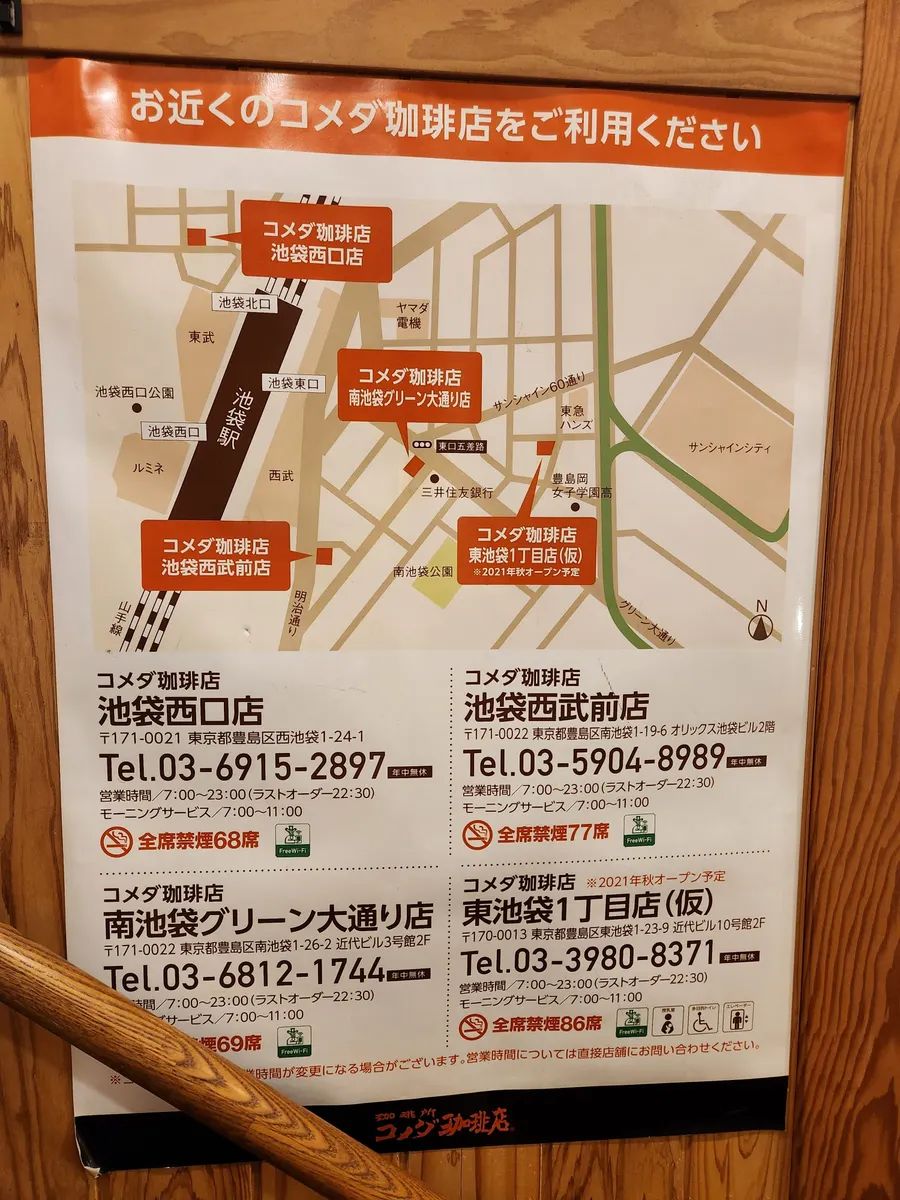 お近くのコメダ珈琲店をご利用ください
コメダ珈琲店
池袋西口店
池袋北口
東武
ヤマダ
電機
池袋東口
コメダ珈琲店
南池袋グリーン大通り店
サンシャイン60通り
池袋西口公園
池袋駅
東急
ハンズ
池袋西口
東口五差路
サンシャインシティ
ルミネ
西武
三井住友銀行
豊島岡
女子学園高
コメダ珈琲店
池袋西武前店
コメダ珈琲店
東池袋1丁目店(仮)
※2021年秋オープン予定
南池袋公園
山手線
明治通り
グリーン大通り
N
コメダ珈琲店
池袋西口店
〒171-0021 東京都豊島区西池袋1-24-1
Tel.03-6915-2897 年中無休
営業時間/7:00〜23:00(ラストオーダー22:30)
モーニングサービス/7:00〜11:00
全席禁煙68席
FreeWi-Fi
コメダ珈琲店
池袋西武前店
〒171-0022 東京都豊島区南池袋1-19-6 オリックス池袋ビル2階
Tel.03-5904-8989 年中無休
営業時間/7:00〜23:00(ラストオーダー22:30)
モーニングサービス/7:00〜11:00
全席禁煙77席
FreeWi-Fi
コメダ珈琲店
南池袋グリーン大通り店
〒171-0022 東京都豊島区南池袋1-26-2 近代ビル3号館2F
Tel.03-6812-1744 年中無休
時間/7:00〜23:00(ラストオーダー22:30)
グサービス/7:00〜11:00
煙69席
FreeWi-Fi
コメダ珈琲店 ※2021年秋オープン予定
東池袋1丁目店(仮)
〒170-0013 東京都豊島区東池袋1-23-9 近代ビル10号館2F
Tel.03-3980-8371 年中無休
営業時間/7:00〜23:00(ラストオーダー22:30)
モーニングサービス/7:00〜11:00
全席禁煙86席
FreeWi-Fi
授乳室
多目的トイレ
エレベーター
業時間が変更になる場合がございます。営業時間については直接店舗にお問い合わせください。
珈琲所
コメダ珈琲店